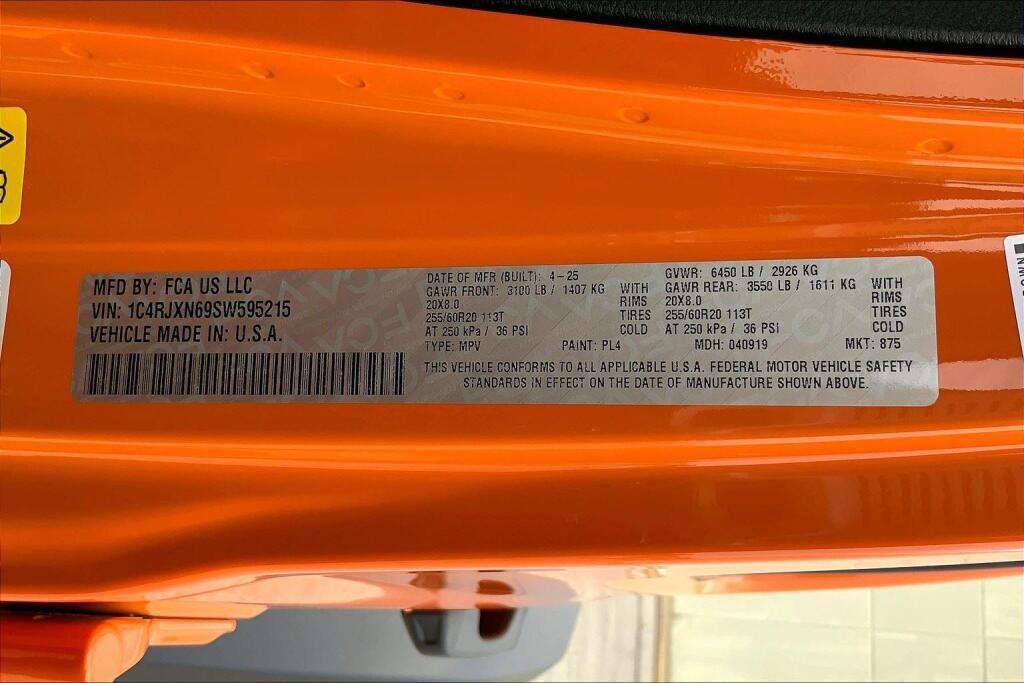 MFD BY: FCA US LLC
VIN: 1C4RJXN69SW595215
VEHICLE MADE IN: U.S.A.
DATE OF MFR (BUILT): 4-25
GAWR FRONT: 3100 LB / 1407 KG WITH
20X8.0 RIMS
255/60R20 113T TIRES
AT 250 kPa / 36 PSI COLD
TYPE: MPV PAINT: PL4
GVWR: 6450 LB / 2926 KG
GAWR REAR: 3550 LB / 1611 KG WITH
20X8.0 RIMS
255/60R20 113T TIRES
AT 250 kPa / 36 PSI COLD
MDH: 040919 MKT: 875
THIS VEHICLE CONFORMS TO ALL APPLICABLE U.S.A. FEDERAL MOTOR VEHICLE SAFETY
STANDARDS IN EFFECT ON THE DATE OF MANUFACTURE SHOWN ABOVE.